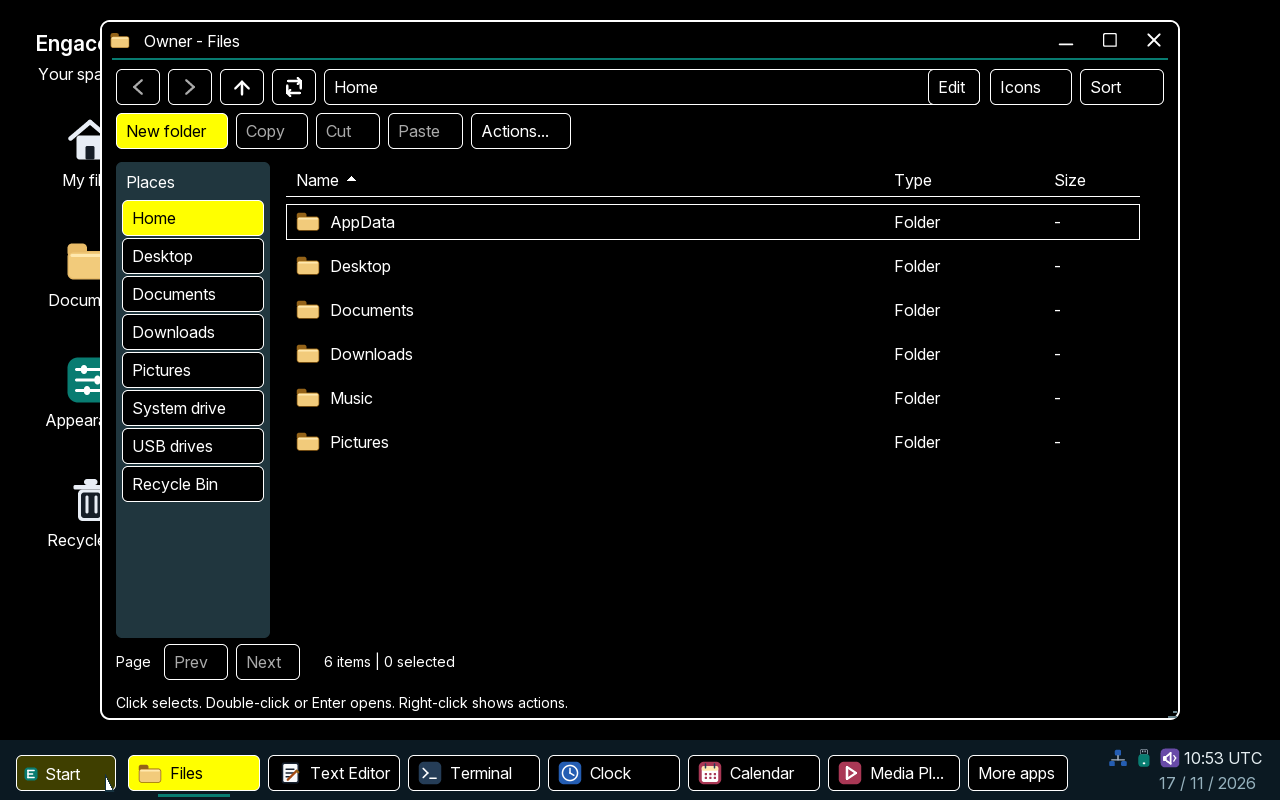 Engace
Your spa
My fil
Docum
Appeara
Recycle
Owner - Files
Home
Edit
Icons
Sort
New folder
Copy
Cut
Paste
Actions...
Places
Home
Desktop
Documents
Downloads
Pictures
System drive
USB drives
Recycle Bin
Name Type Size
AppData Folder -
Desktop Folder -
Documents Folder -
Downloads Folder -
Music Folder -
Pictures Folder -
Page Prev Next 6 items | 0 selected
Click selects. Double-click or Enter opens. Right-click shows actions.
E Start
Files
Text Editor
Terminal
Clock
Calendar
Media Pl...
More apps
10:53 UTC
17 / 11 / 2026